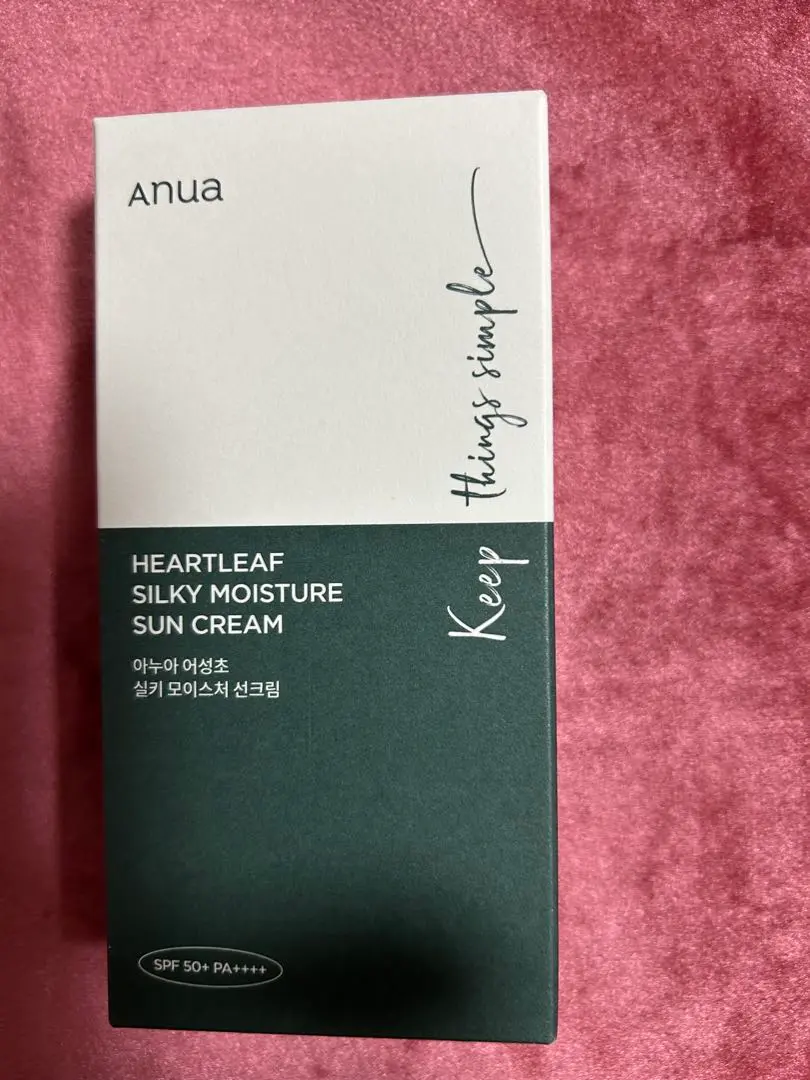 Anua
Keep things simple
HEARTLEAF
SILKY MOISTURE
SUN CREAM
아누아 어성초
실키 모이스처 선크림
SPF 50+ PA++++